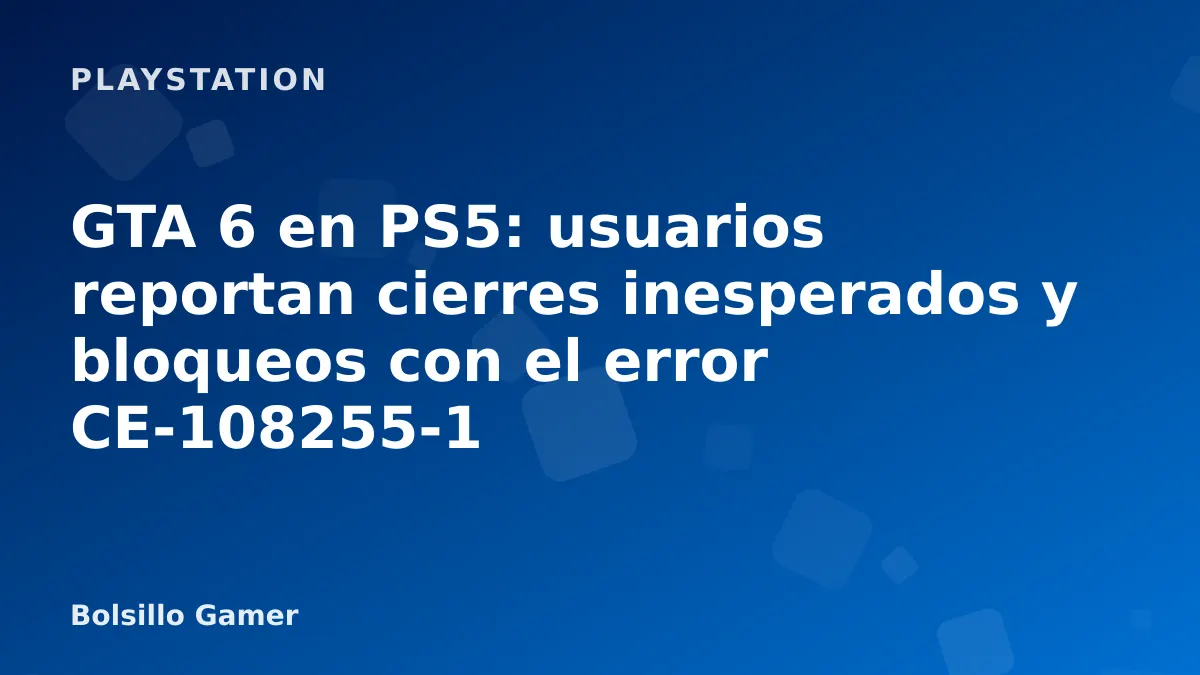 PLAYSTATION
GTA 6 en PS5: usuarios
reportan cierres inesperados y
bloqueos con el error
CE-108255-1
Bolsillo Gamer